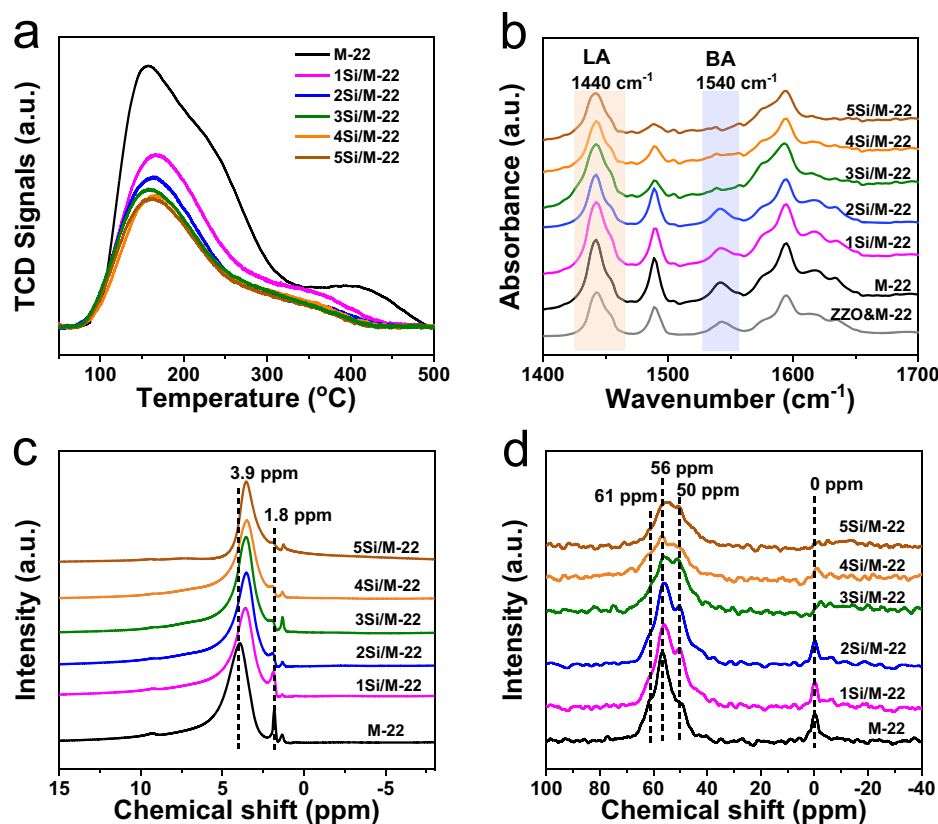 a
TCD Signals (a.u.)
M-22
1Si/M-22
2Si/M-22
3Si/M-22
4Si/M-22
5Si/M-22
100 200 300 400 500
Temperature (°C)
b
Absorbance (a.u.)
LA
1440 cm⁻¹
BA
1540 cm⁻¹
5Si/M-22
4Si/M-22
3Si/M-22
2Si/M-22
1Si/M-22
M-22
ZZO&M-22
1400 1500 1600 1700
Wavenumber (cm⁻¹)
c
Intensity (a.u.)
3.9 ppm
1.8 ppm
5Si/M-22
4Si/M-22
3Si/M-22
2Si/M-22
1Si/M-22
M-22
15 10 5 0 -5
Chemical shift (ppm)
d
Intensity (a.u.)
56 ppm
61 ppm
50 ppm
0 ppm
5Si/M-22
4Si/M-22
3Si/M-22
2Si/M-22
1Si/M-22
M-22
100 80 60 40 20 0 -20 -40
Chemical shift (ppm)